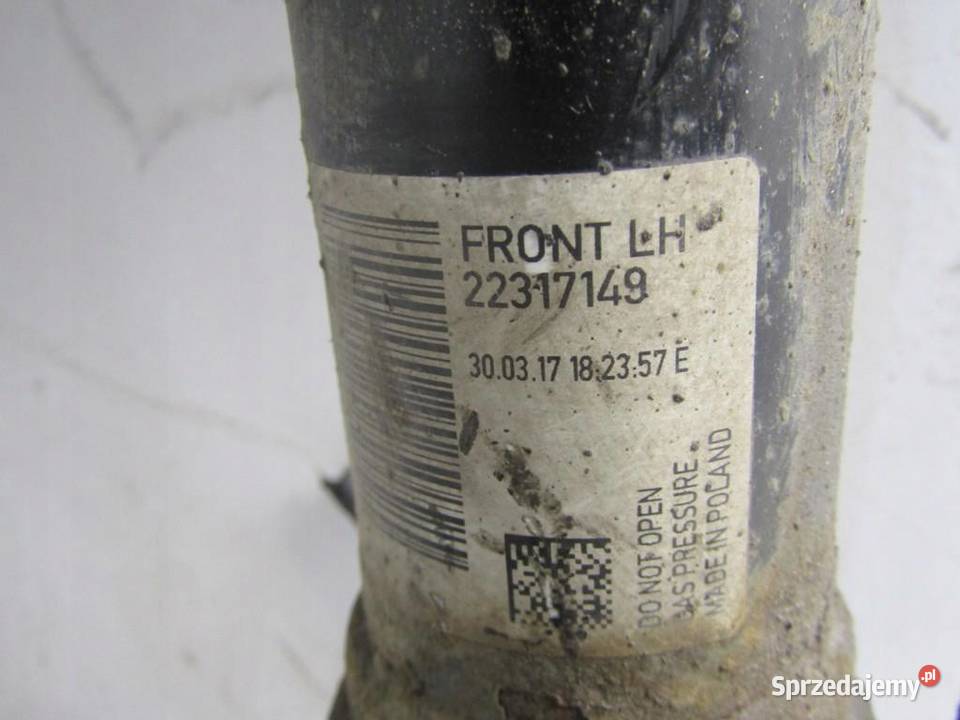 FRONT LH
22317149
30.03.17 18:23:57 E
DO NOT OPEN
GAS PRESSURE
MADE IN POLAND
Sprzedajemy.pl